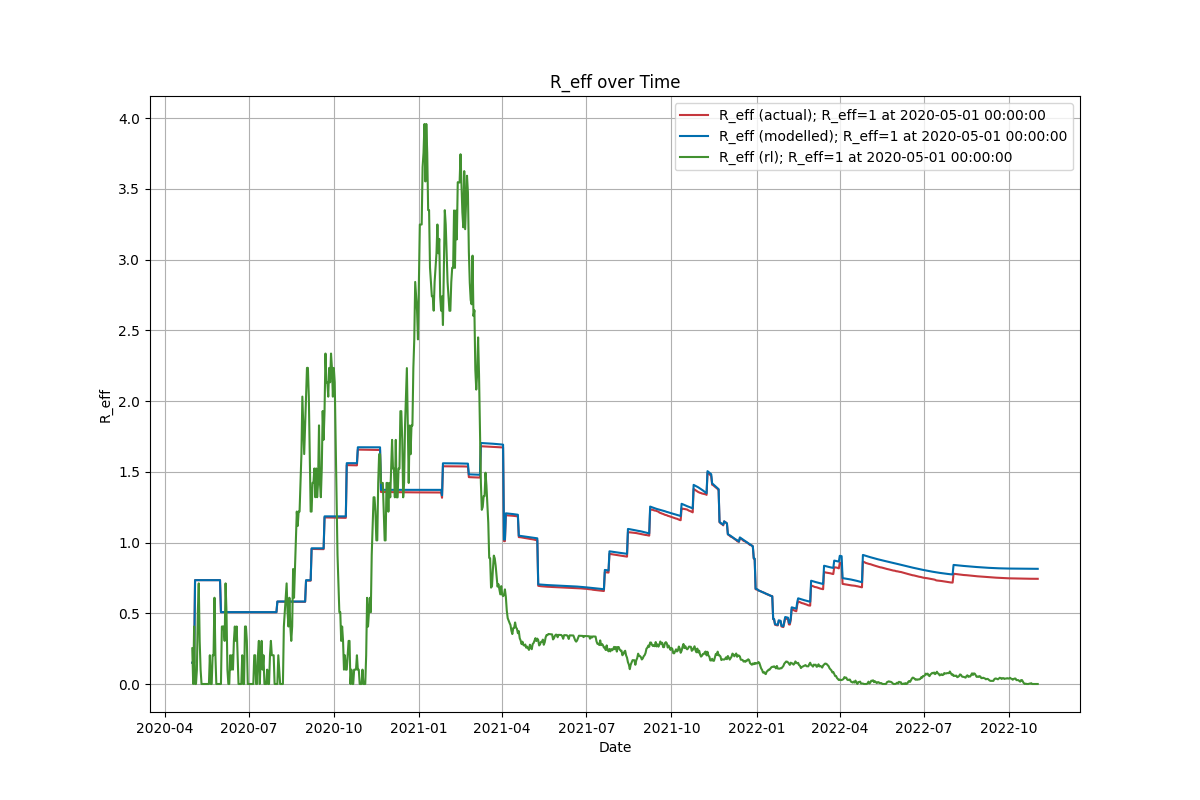 R_eff over Time
R_eff (actual); R_eff=1 at 2020-05-01 00:00:00
R_eff (modelled); R_eff=1 at 2020-05-01 00:00:00
R_eff (rl); R_eff=1 at 2020-05-01 00:00:00
4.0
3.5
3.0
2.5
2.0
1.5
1.0
0.5
0.0
R_eff
2020-04 2020-07 2020-10 2021-01 2021-04 2021-07 2021-10 2022-01 2022-04 2022-07 2022-10
Date